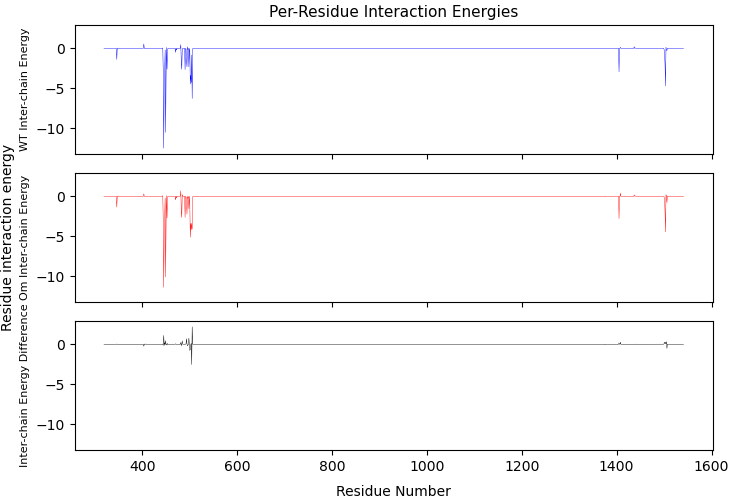 Per-Residue Interaction Energies
Residue interaction energy
WT Inter-chain Energy
0
−5
−10
Om Inter-chain Energy
0
−5
−10
Inter-chain Energy Difference
0
−5
−10
400
600
800
1000
1200
1400
1600
Residue Number